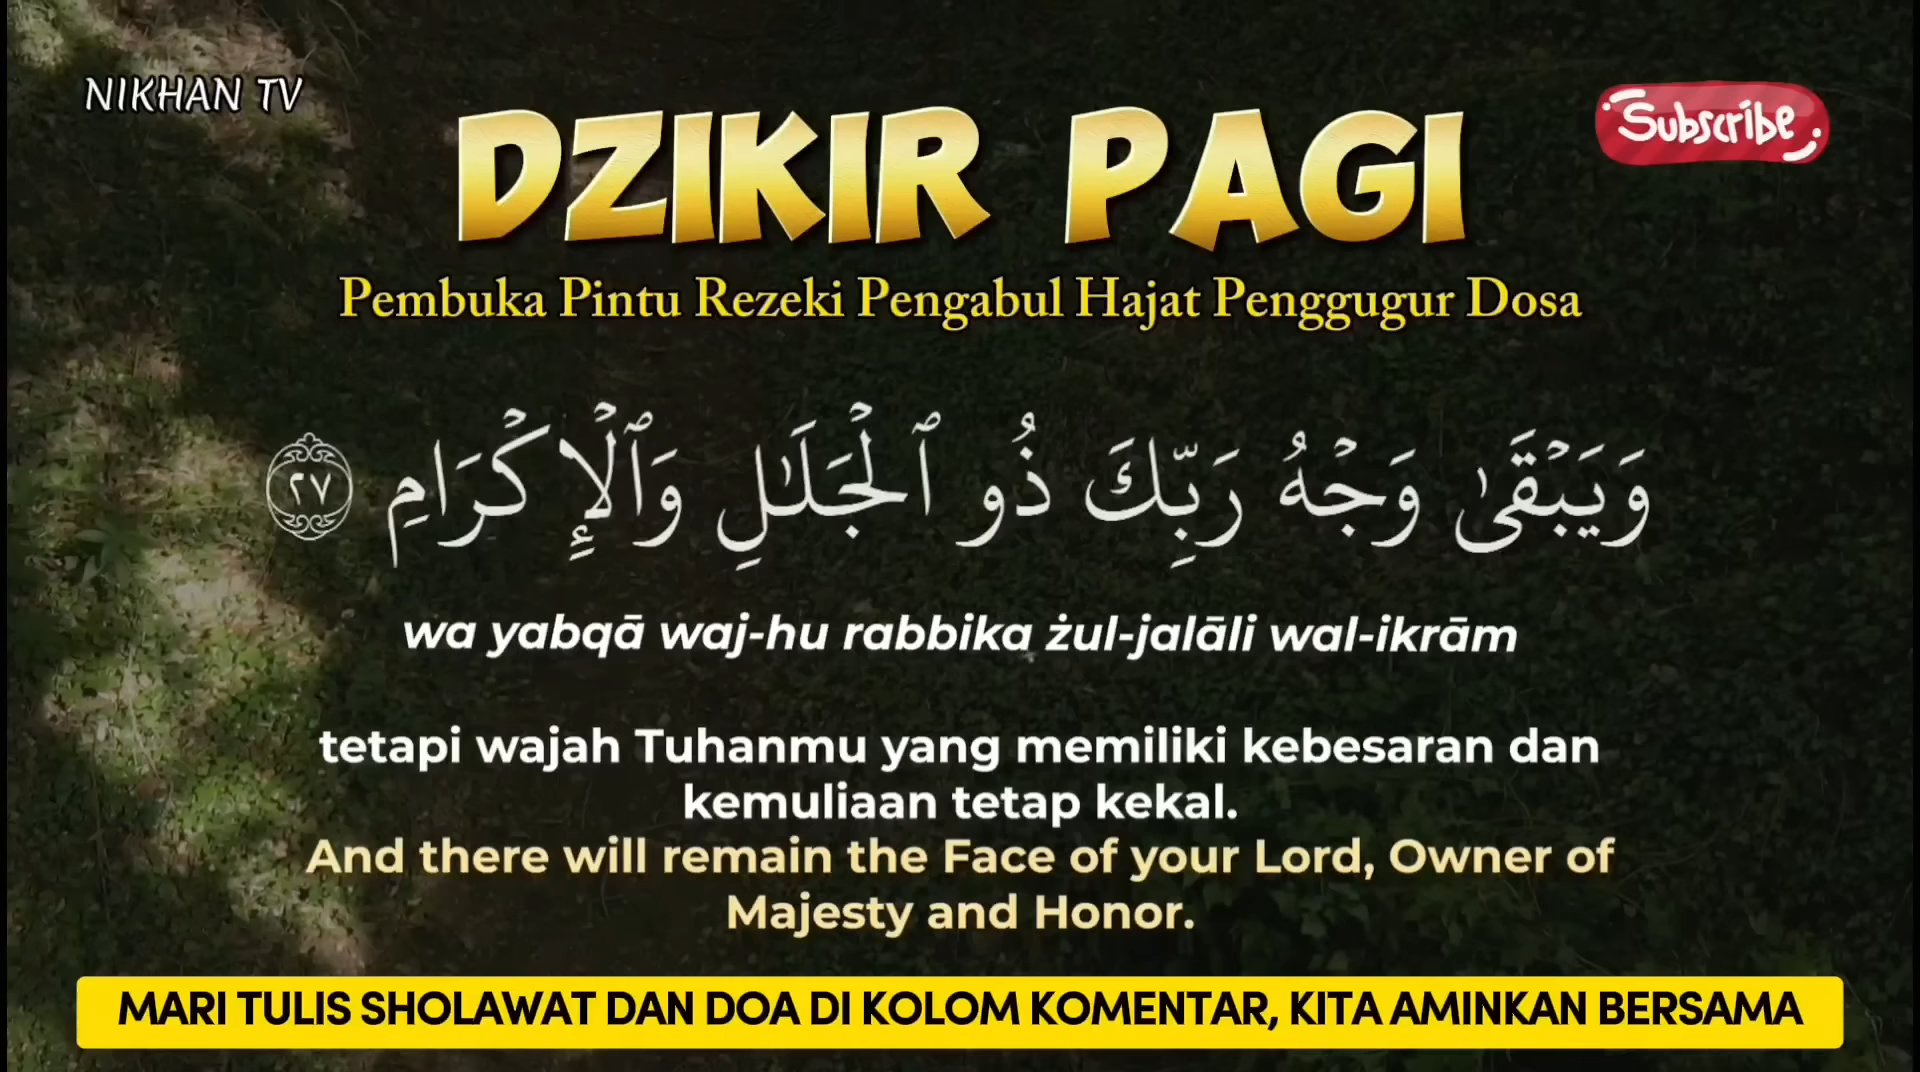 NIKHAN TV
Subscribe
DZIKIR PAGI
Pembuka Pintu Rezeki Pengabul Hajat Penggugur Dosa
وَيَبْقَىٰ وَجْهُ رَبِّكَ ذُو ٱلْجَلَـٰلِ وَٱلْإِكْرَامِ ٢٧
wa yabqā waj-hu rabbika żul-jalāli wal-ikrām
tetapi wajah Tuhanmu yang memiliki kebesaran dan
kemuliaan tetap kekal.
And there will remain the Face of your Lord, Owner of
Majesty and Honor.
MARI TULIS SHOLAWAT DAN DOA DI KOLOM KOMENTAR, KITA AMINKAN BERSAMA